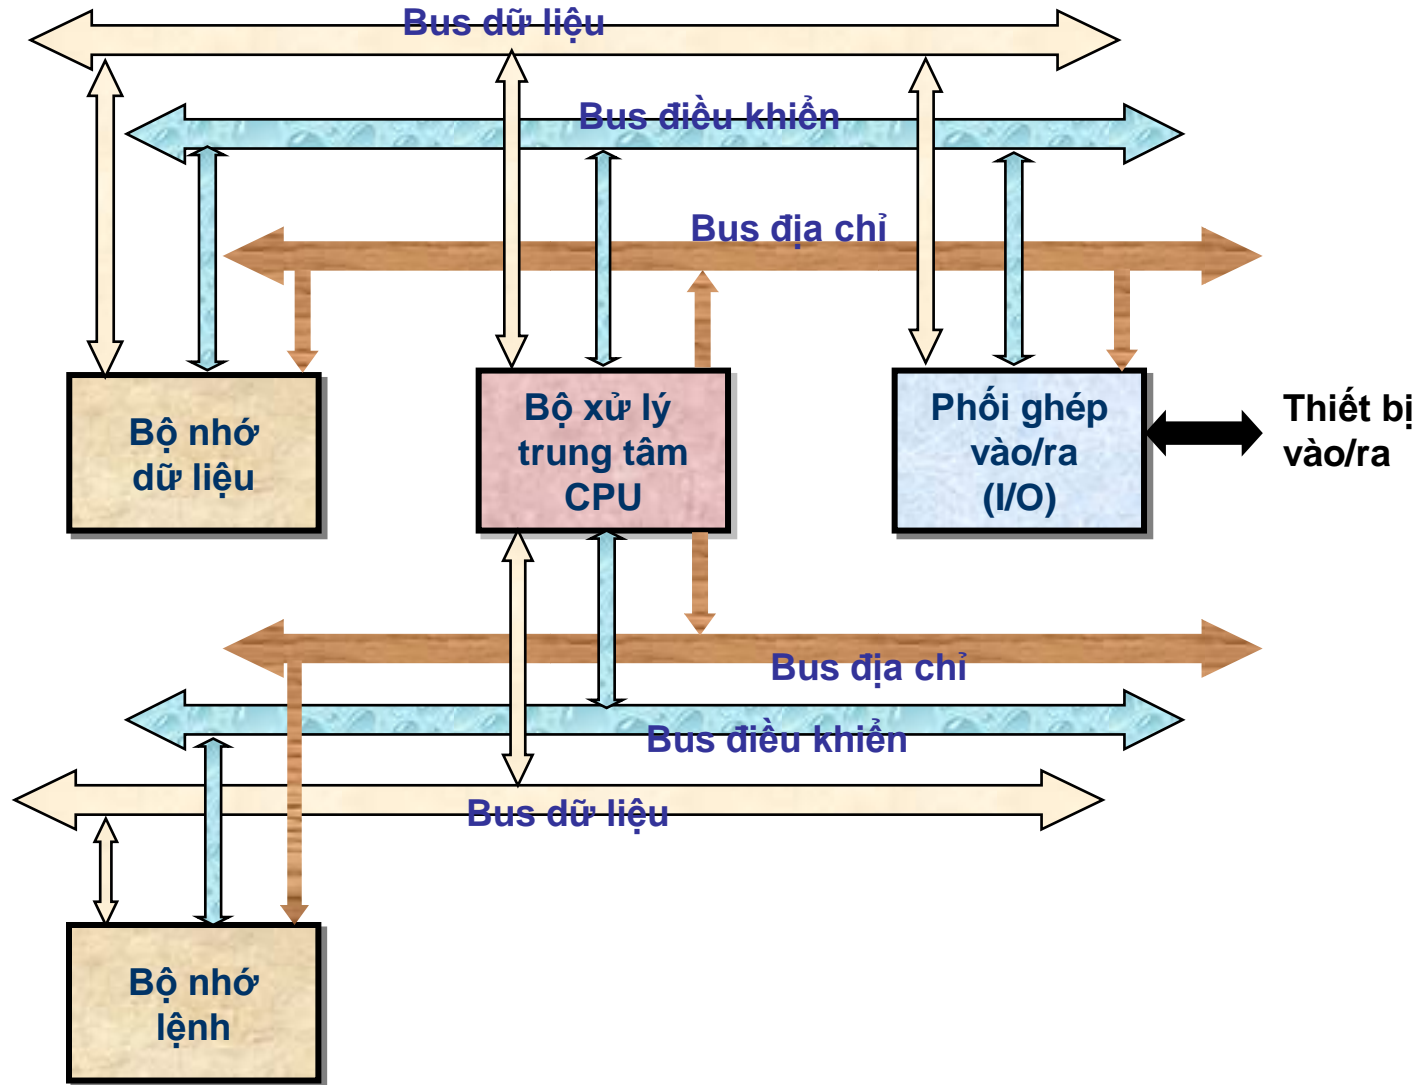 Bus dữ liệu
Bus điều khiển
Bus địa chỉ
Bộ nhớ
dữ liệu
Bộ xử lý
trung tâm
CPU
Phối ghép
vào/ra
(I/O)
Thiết bị
vào/ra
Bus địa chỉ
Bus điều khiển
Bus dữ liệu
Bộ nhớ
lệnh